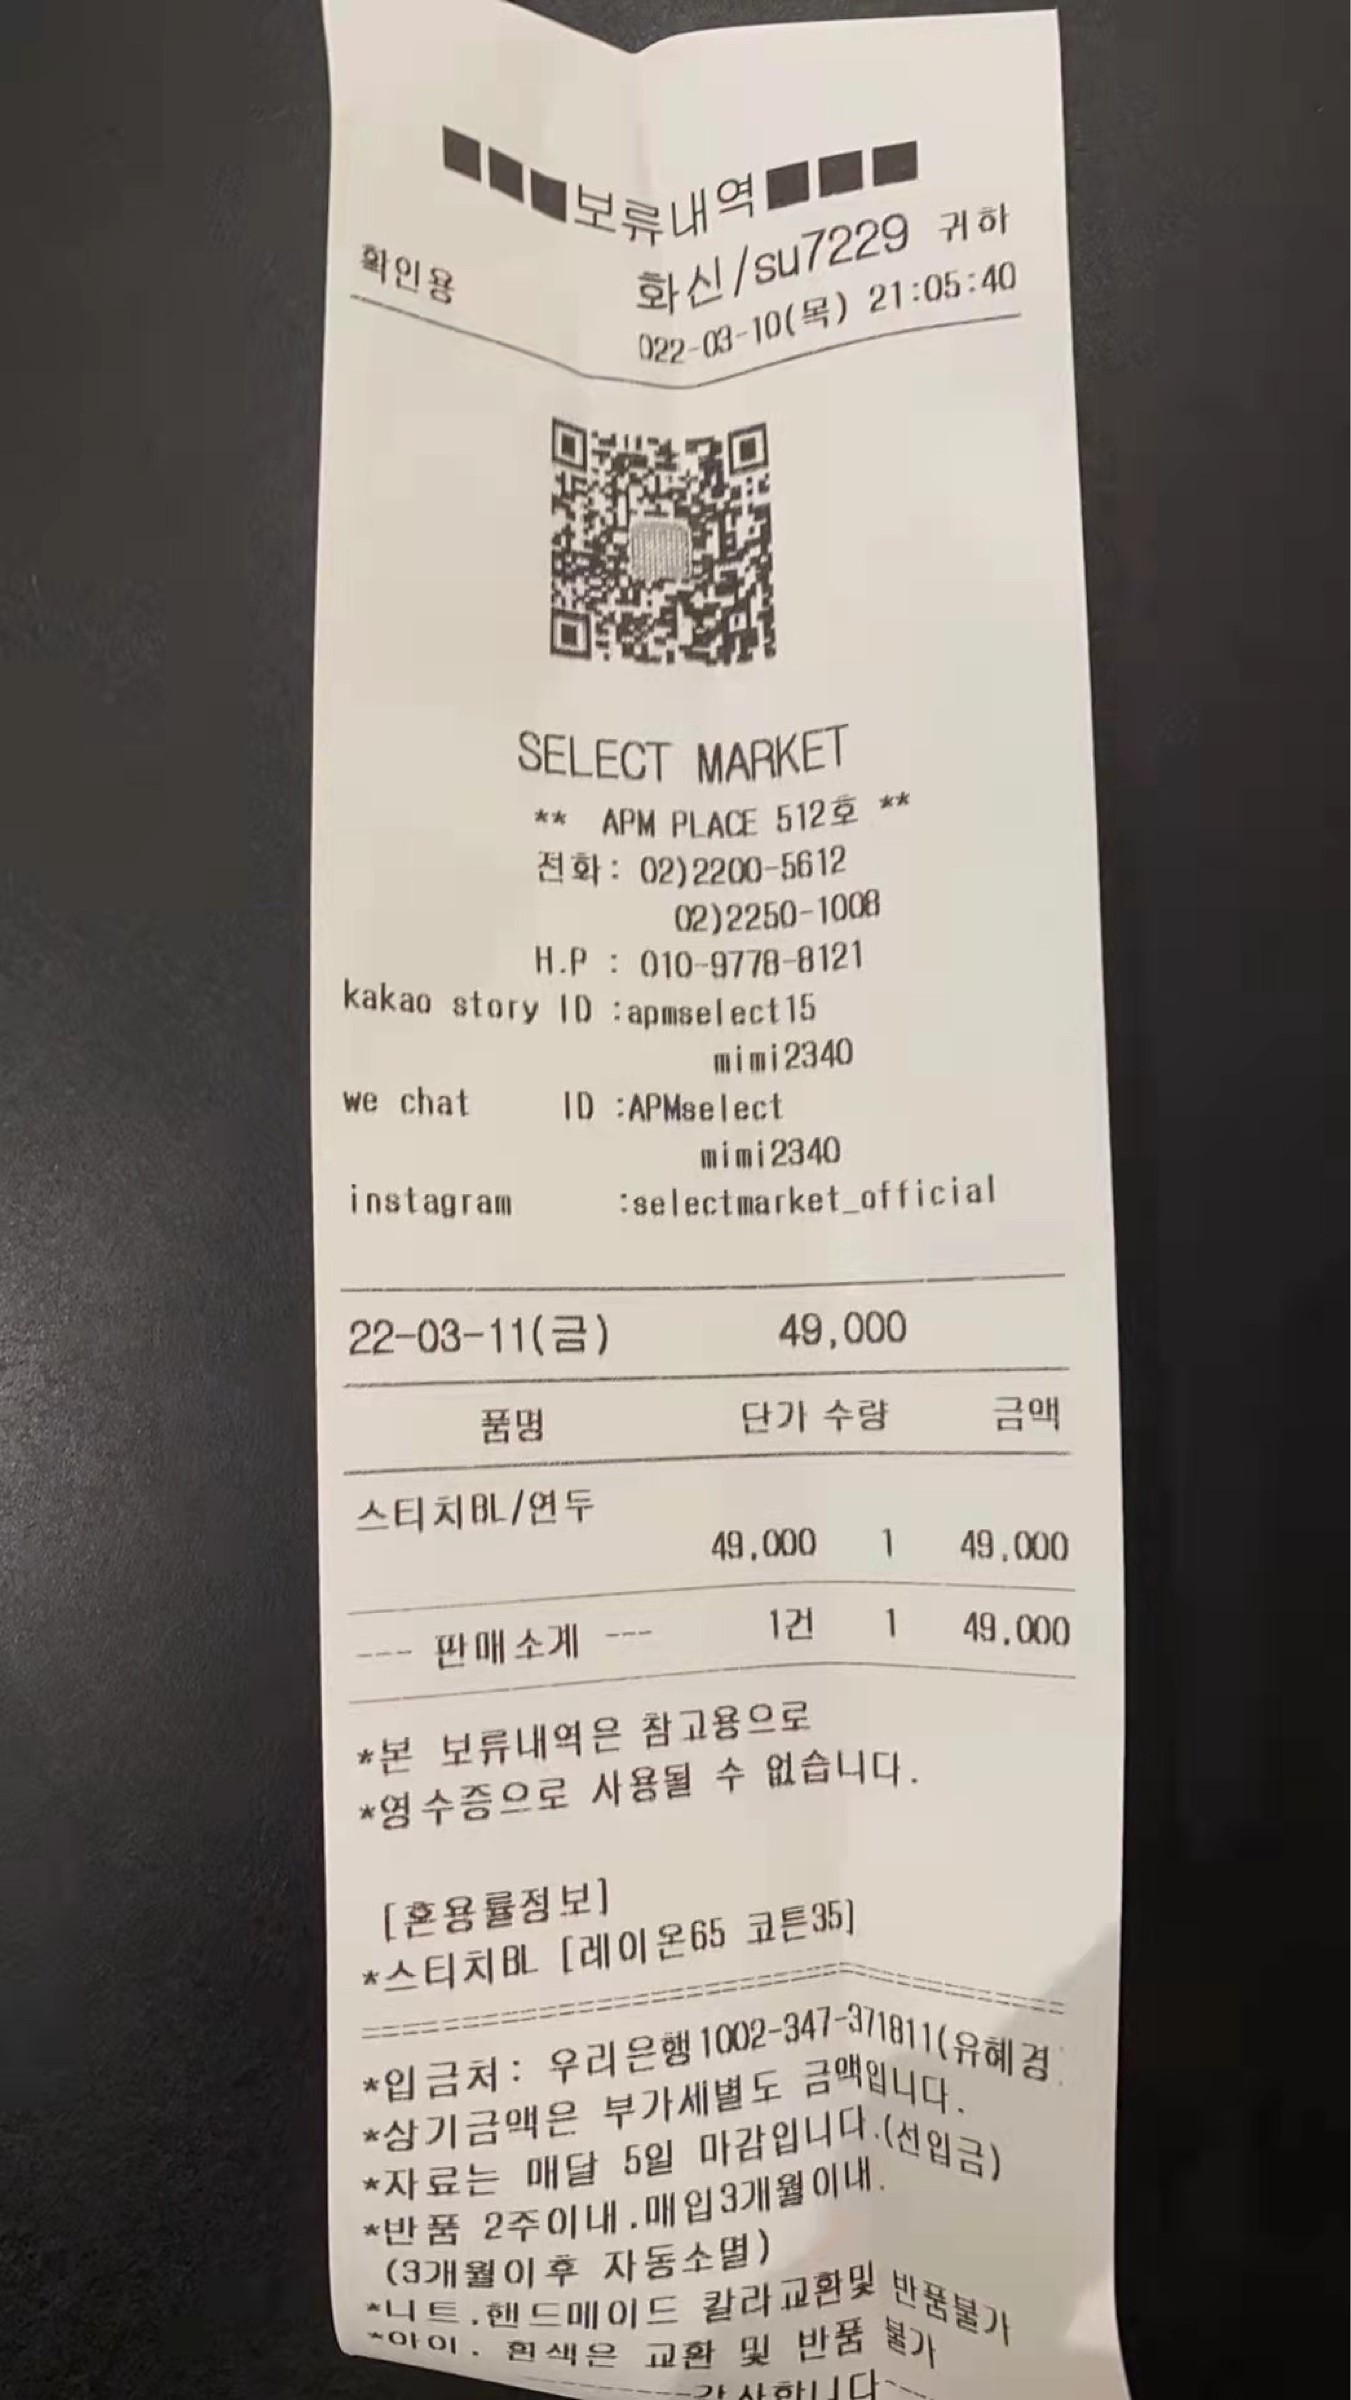 ■■■보류내역■■■
확인용 화신/su7229 귀하
022-03-10(목) 21:05:40
SELECT MARKET
** APM PLACE 512호 **
전화: 02)2200-5612
02)2250-1008
H.P : 010-9778-8121
kakao story ID :apmselect15
mimi2340
we chat ID :APMselect
mimi2340
instagram :selectmarket_official
22-03-11(금) 49,000
품명 단가 수량 금액
스티치BL/연두
49,000 1 49,000
--- 판매소계 --- 1건 1 49,000
*본 보류내역은 참고용으로
*영수증으로 사용될 수 없습니다.
[혼용률정보]
*스티치BL [레이온65 코튼35]
*입금처: 우리은행1002-347-371811(유혜경
*상기금액은 부가세별도 금액입니다.
*자료는 매달 5일 마감입니다.(선입금)
*반품 2주이내.매입3개월이내.
(3개월이후 자동소멸)
*니트.핸드메이드 칼라교환및 반품불가
*아이. 흰색은 교환 및 반품 불가
감사합니다